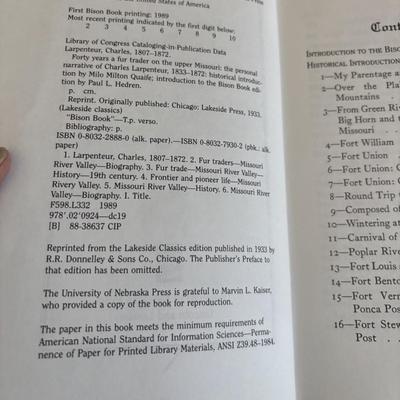 United States of America
First Bison Book printing: 1989
Most recent printing indicated by the first digit below:
2 3 4 5 6 7 8 9 10
Library of Congress Cataloging-in-Publication Data
Larpenteur, Charles, 1807–1872.
Forty years a fur trader on the upper Missouri: the personal
narrative of Charles Larpenteur, 1833–1872: historical introduc-
tion by Milo Milton Quaife; introduction to the Bison Book edi-
tion by Paul L. Hedren.
p. cm.
Reprint. Originally published: Chicago: Lakeside Press, 1933.
(Lakeside classics)
"Bison Book"—T.p. verso.
Bibliography: p.
ISBN 0-8032-2888-0 (alk. paper).—ISBN 0-8032-7930-2 (pbk.: alk.
paper)
1. Larpenteur, Charles, 1807–1872. 2. Fur traders—Missouri
River Valley—Biography. 3. Fur trade—Missouri River Valley—
History—19th century. 4. Frontier and pioneer life—Missouri
Rivery Valley. 5. Missouri River Valley—History. 6. Missouri River
Valley—Biography. I. Title.
F598.L332 1989
978'.02'0924—dc19
[B] 88-38637 CIP
Reprinted from the Lakeside Classics edition published in 1933 by
R.R. Donnelley & Sons Co., Chicago. The Publisher's Preface to
that edition has been omitted.
The University of Nebraska Press is grateful to Marvin L. Kaiser,
who provided a copy of the book for reproduction.
The paper in this book meets the minimum requirements of
American National Standard for Information Sciences—Perma-
nence of Paper for Printed Library Materials, ANSI Z39.48-1984.
Cont
Introduction to the Biso
Historical Introduction
1—My Parentage a
2—Over the Pla
Mountains .
3—From Green Ri
Big Horn and t
Missouri .
4—Fort William
5—Fort Union .
6—Fort Union: C
7—Fort Union: C
8—Round Trip t
9—Composed of
10—Wintering at
11—Carnival of
12—Poplar River
13—Fort Louis a
14—Fort Bento
15—Fort Vern
Ponca Pos
16—Fort Stew
Post . .